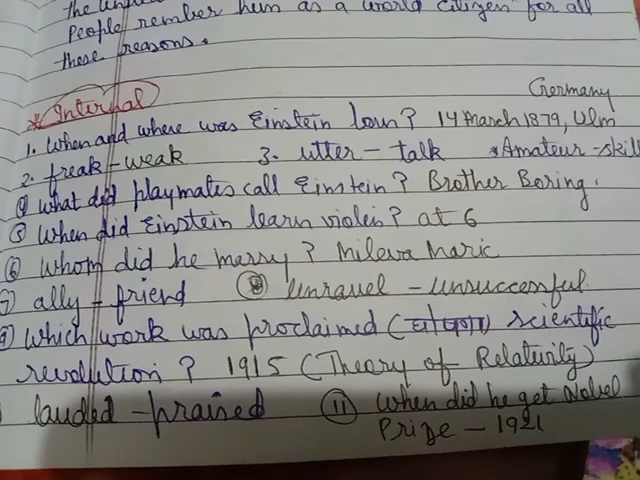 the
People rember him as a world citizen for all
these reasons.
* Internal
Germany
1. When and where was Einstein born? 14 March 1879, Ulm
2. freak - weak 3. utter - talk *Amateur - skill
④ what did playmates call Einstein? Brother Boring.
⑤ When did Einstein learn violin? at 6
⑥ Whom did he marry? Mileva Maric
7) ally - friend ⑧ Unravel - unsuccessful
9) Which work was proclaimed (घोषणा) scientific
revolution? 1915 (Theory of Relativity)
lauded - praised ⑪ When did he get Nobel
Prize - 1921